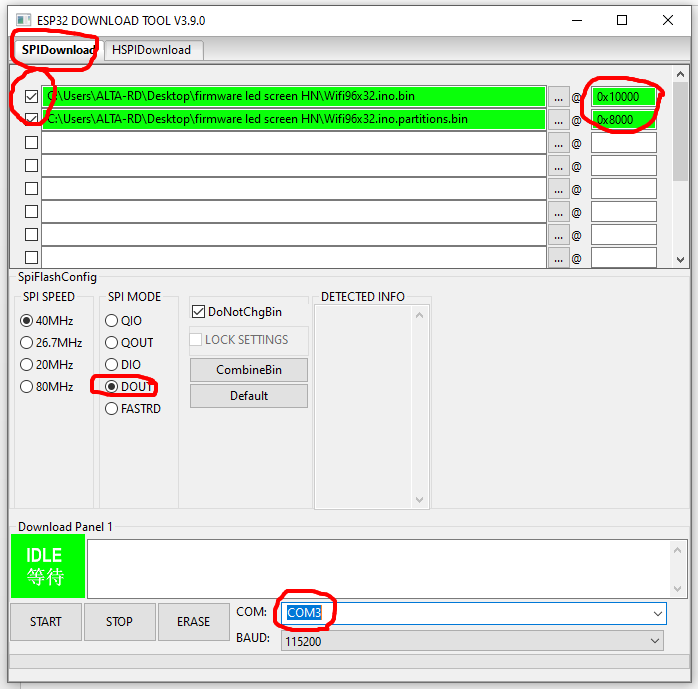 ESP32 DOWNLOAD TOOL V3.9.0
SPIDownload HSPIDownload
C:\Users\ALTA-RD\Desktop\firmware led screen HN\Wifi96x32.ino.bin ... @ 0x10000
C:\Users\ALTA-RD\Desktop\firmware led screen HN\Wifi96x32.ino.partitions.bin ... @ 0x8000
... @
... @
... @
... @
... @
... @
SpiFlashConfig
SPI SPEED
40MHz
26.7MHz
20MHz
80MHz
SPI MODE
QIO
QOUT
DIO
DOUT
FASTRD
DoNotChgBin
LOCK SETTINGS
CombineBin
Default
DETECTED INFO
Download Panel 1
IDLE
等待
START STOP ERASE
COM: COM3
BAUD: 115200